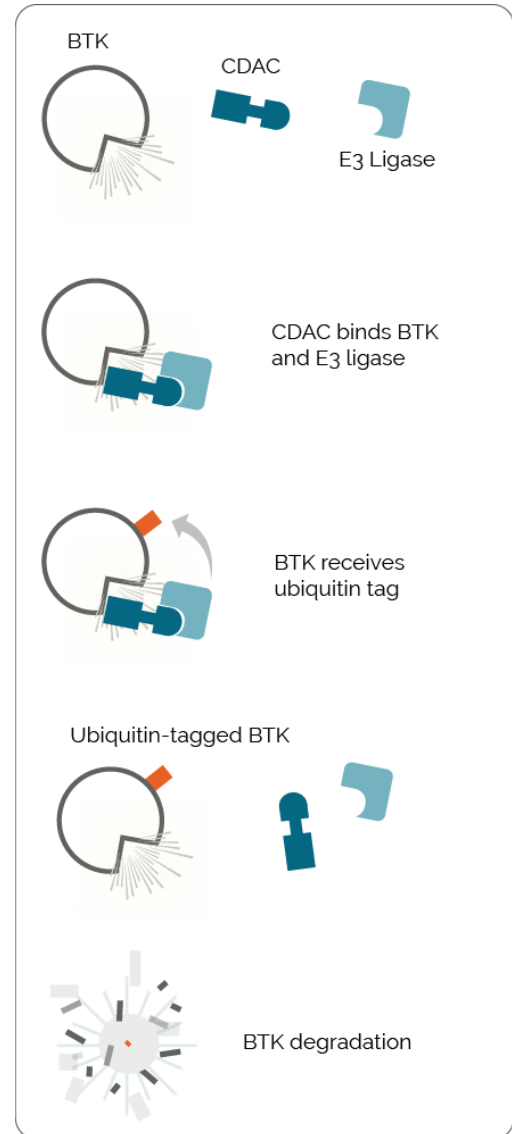 BTK
CDAC
E3 Ligase
CDAC binds BTK
and E3 ligase
BTK receives
ubiquitin tag
Ubiquitin-tagged BTK
BTK degradation